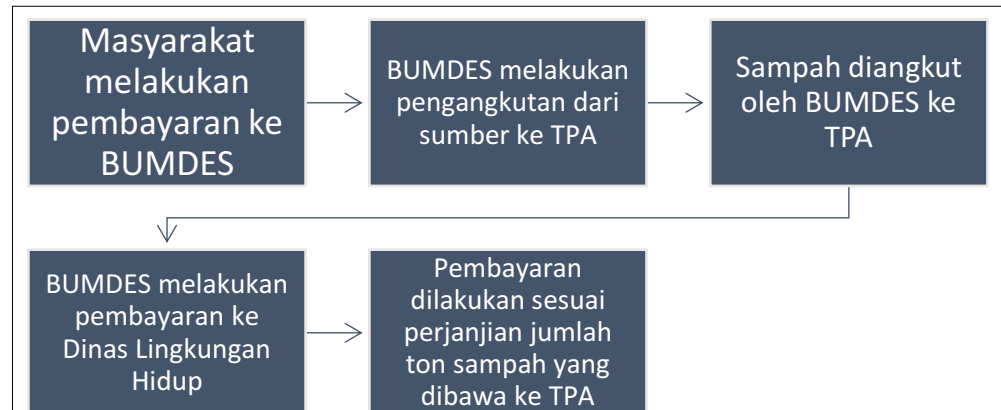 Masyarakat
melakukan
pembayaran ke
BUMDES
BUMDES melakukan
pengangkutan dari
sumber ke TPA
Sampah diangkut
oleh BUMDES ke
TPA
BUMDES melakukan
pembayaran ke
Dinas Lingkungan
Hidup
Pembayaran
dilakukan sesuai
perjanjian jumlah
ton sampah yang
dibawa ke TPA